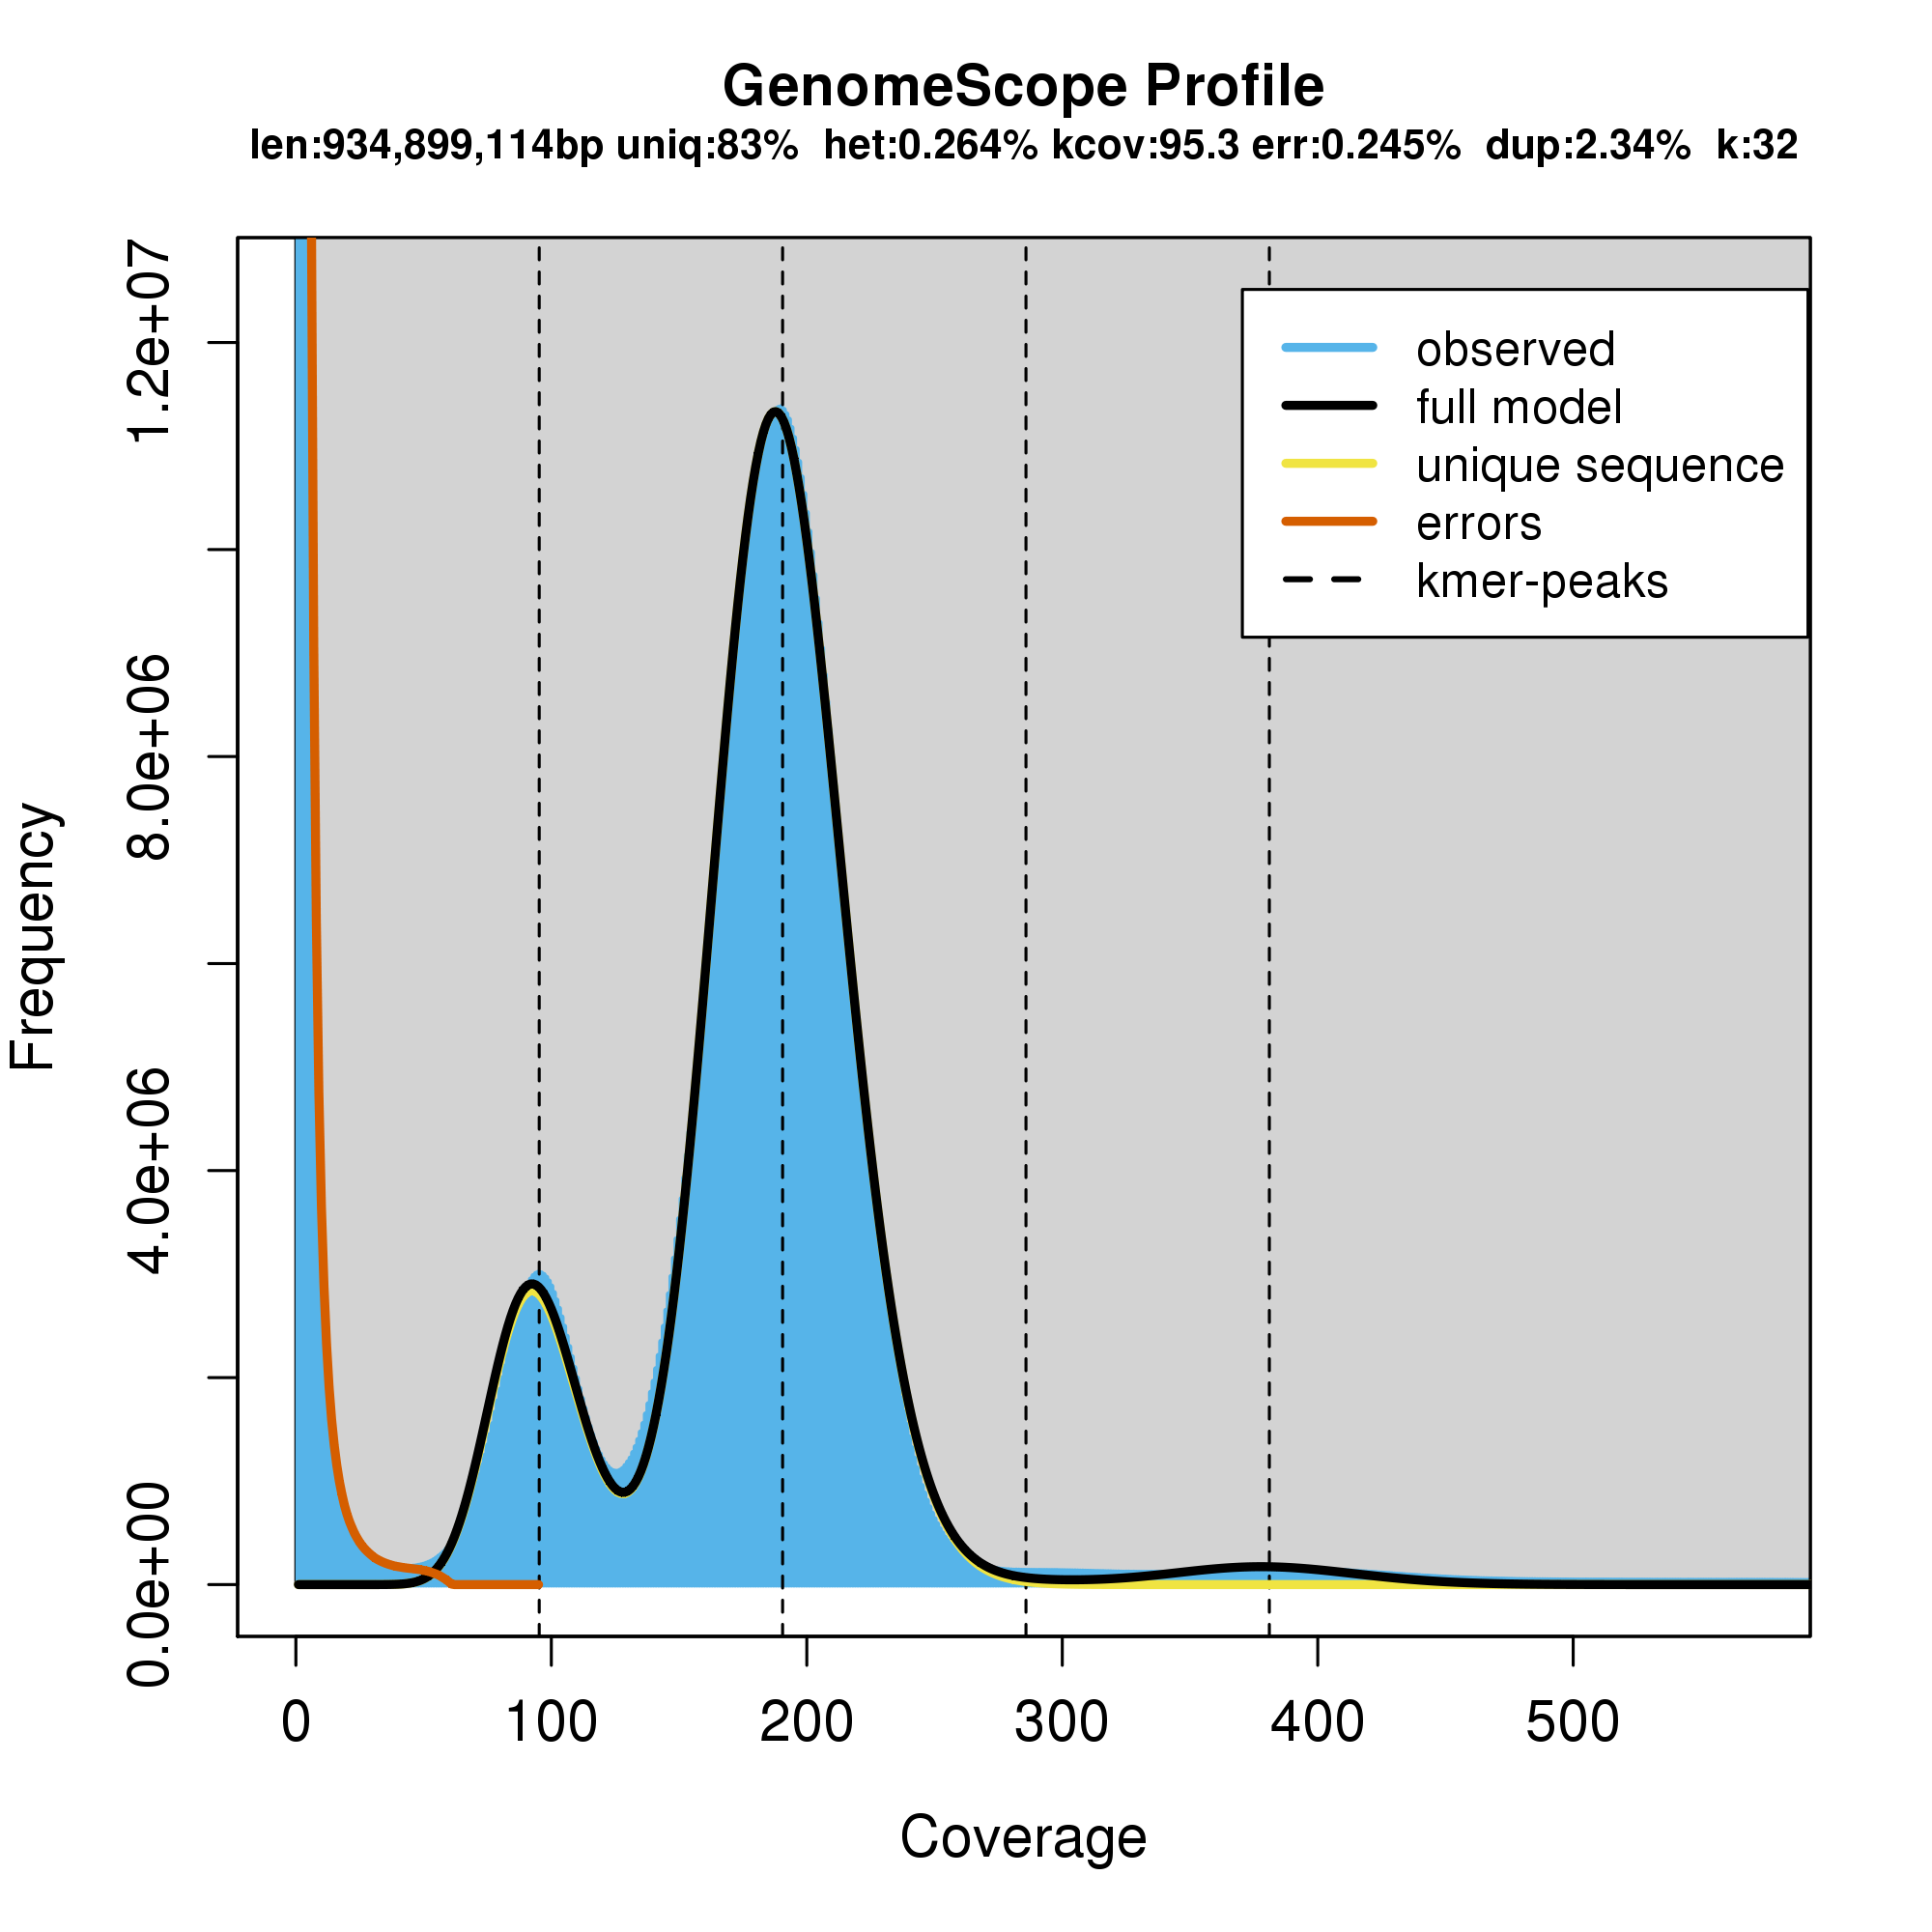 GenomeScope Profile
len:934,899,114bp uniq:83% het:0.264% kcov:95.3 err:0.245% dup:2.34% k:32
observed
full model
unique sequence
errors
kmer-peaks
Frequency
1.2e+07
8.0e+06
4.0e+06
0.0e+00
0 100 200 300 400 500
Coverage